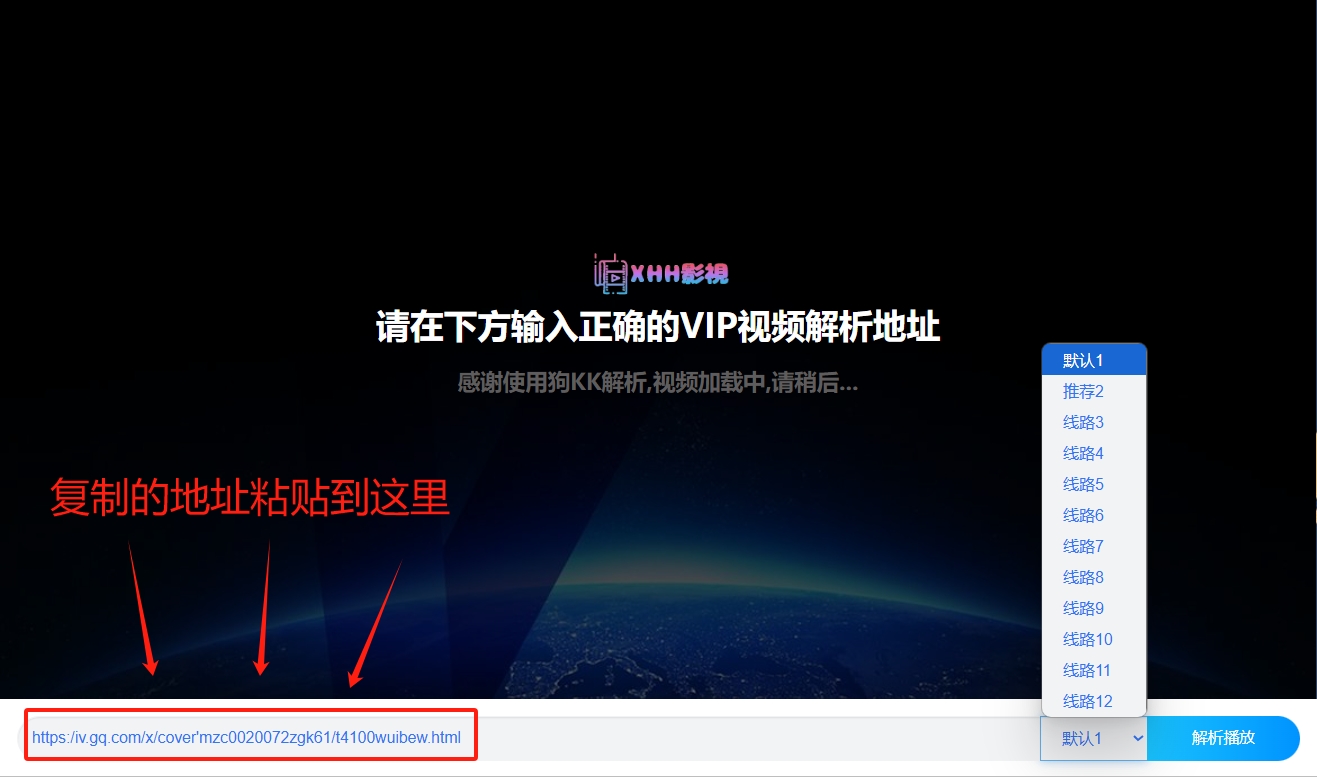 XHH影視
请在下方输入正确的VIP视频解析地址
感谢使用狗KK解析,视频加载中,请稍后...
复制的地址粘贴到这里
默认1
推荐2
线路3
线路4
线路5
线路6
线路7
线路8
线路9
线路10
线路11
线路12
https:/iv.gq.com/x/cover'mzc0020072zgk61/t4100wuibew.html
默认1
解析播放